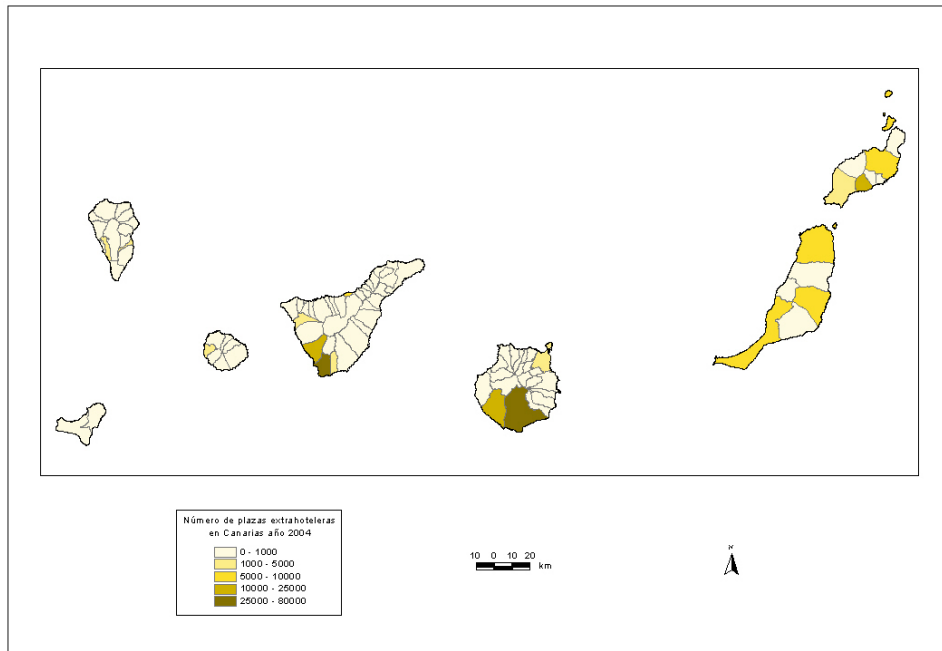 Número de plazas extrahoteleras
en Canarias año 2004
0 - 1000
1000 - 5000
5000 - 10000
10000 - 25000
25000 - 80000
10 0 10 20
km
N